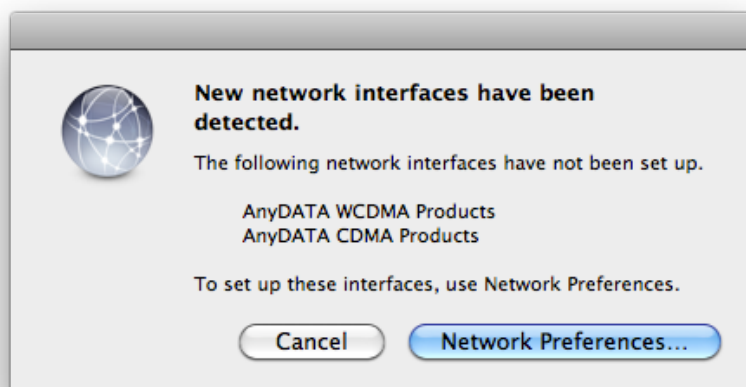 New network interfaces have been
detected.
The following network interfaces have not been set up.
AnyDATA WCDMA Products
AnyDATA CDMA Products
To set up these interfaces, use Network Preferences.
Cancel Network Preferences...